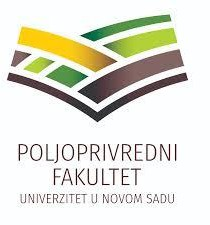 POLJOPRIVREDNI
FAKULTET
UNIVERZITET U NOVOM SADU